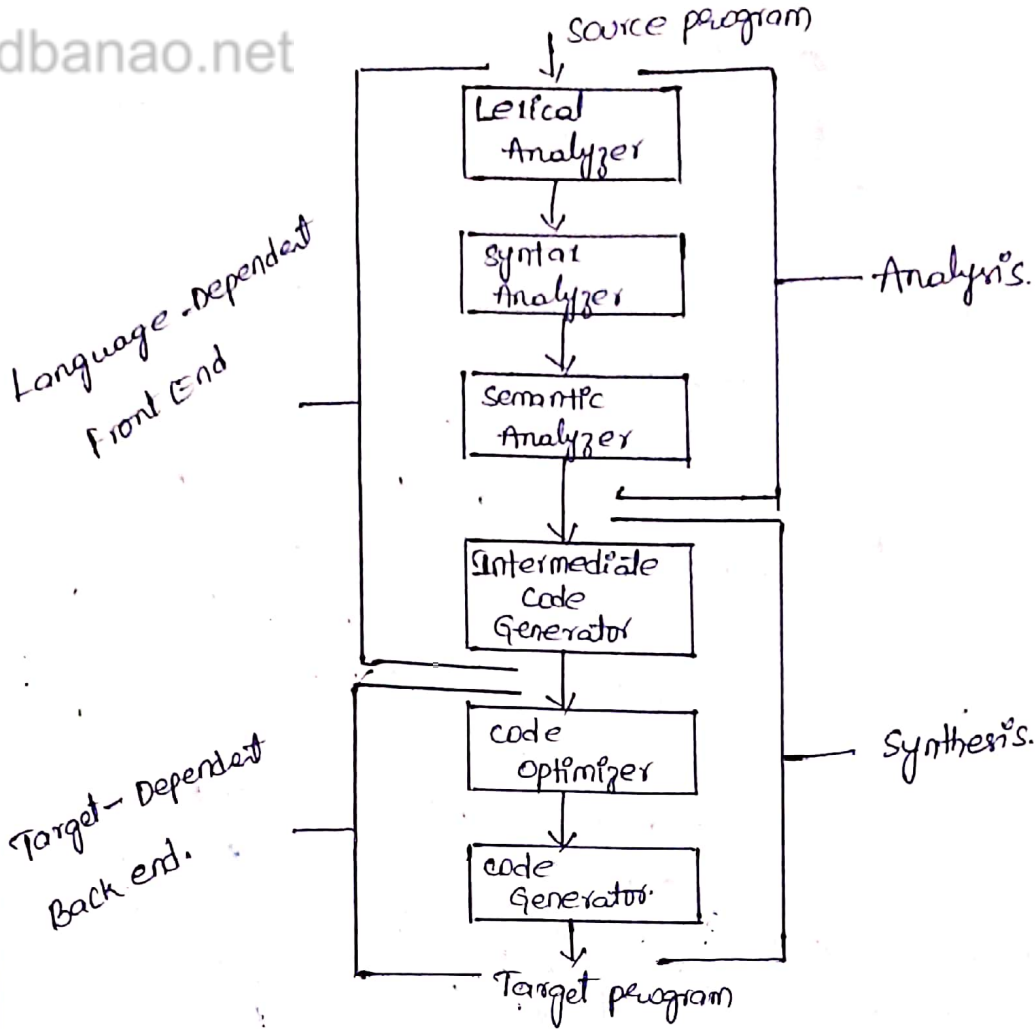 dbanao.net
Source program
Lexical
Analyzer
Syntax
Analyzer
Semantic
Analyzer
Intermediate
Code
Generator
code
Optimizer
code
Generator.
Target program
Language-Dependent
Front End
Target-Dependent
Back end.
Analysis.
Synthesis.